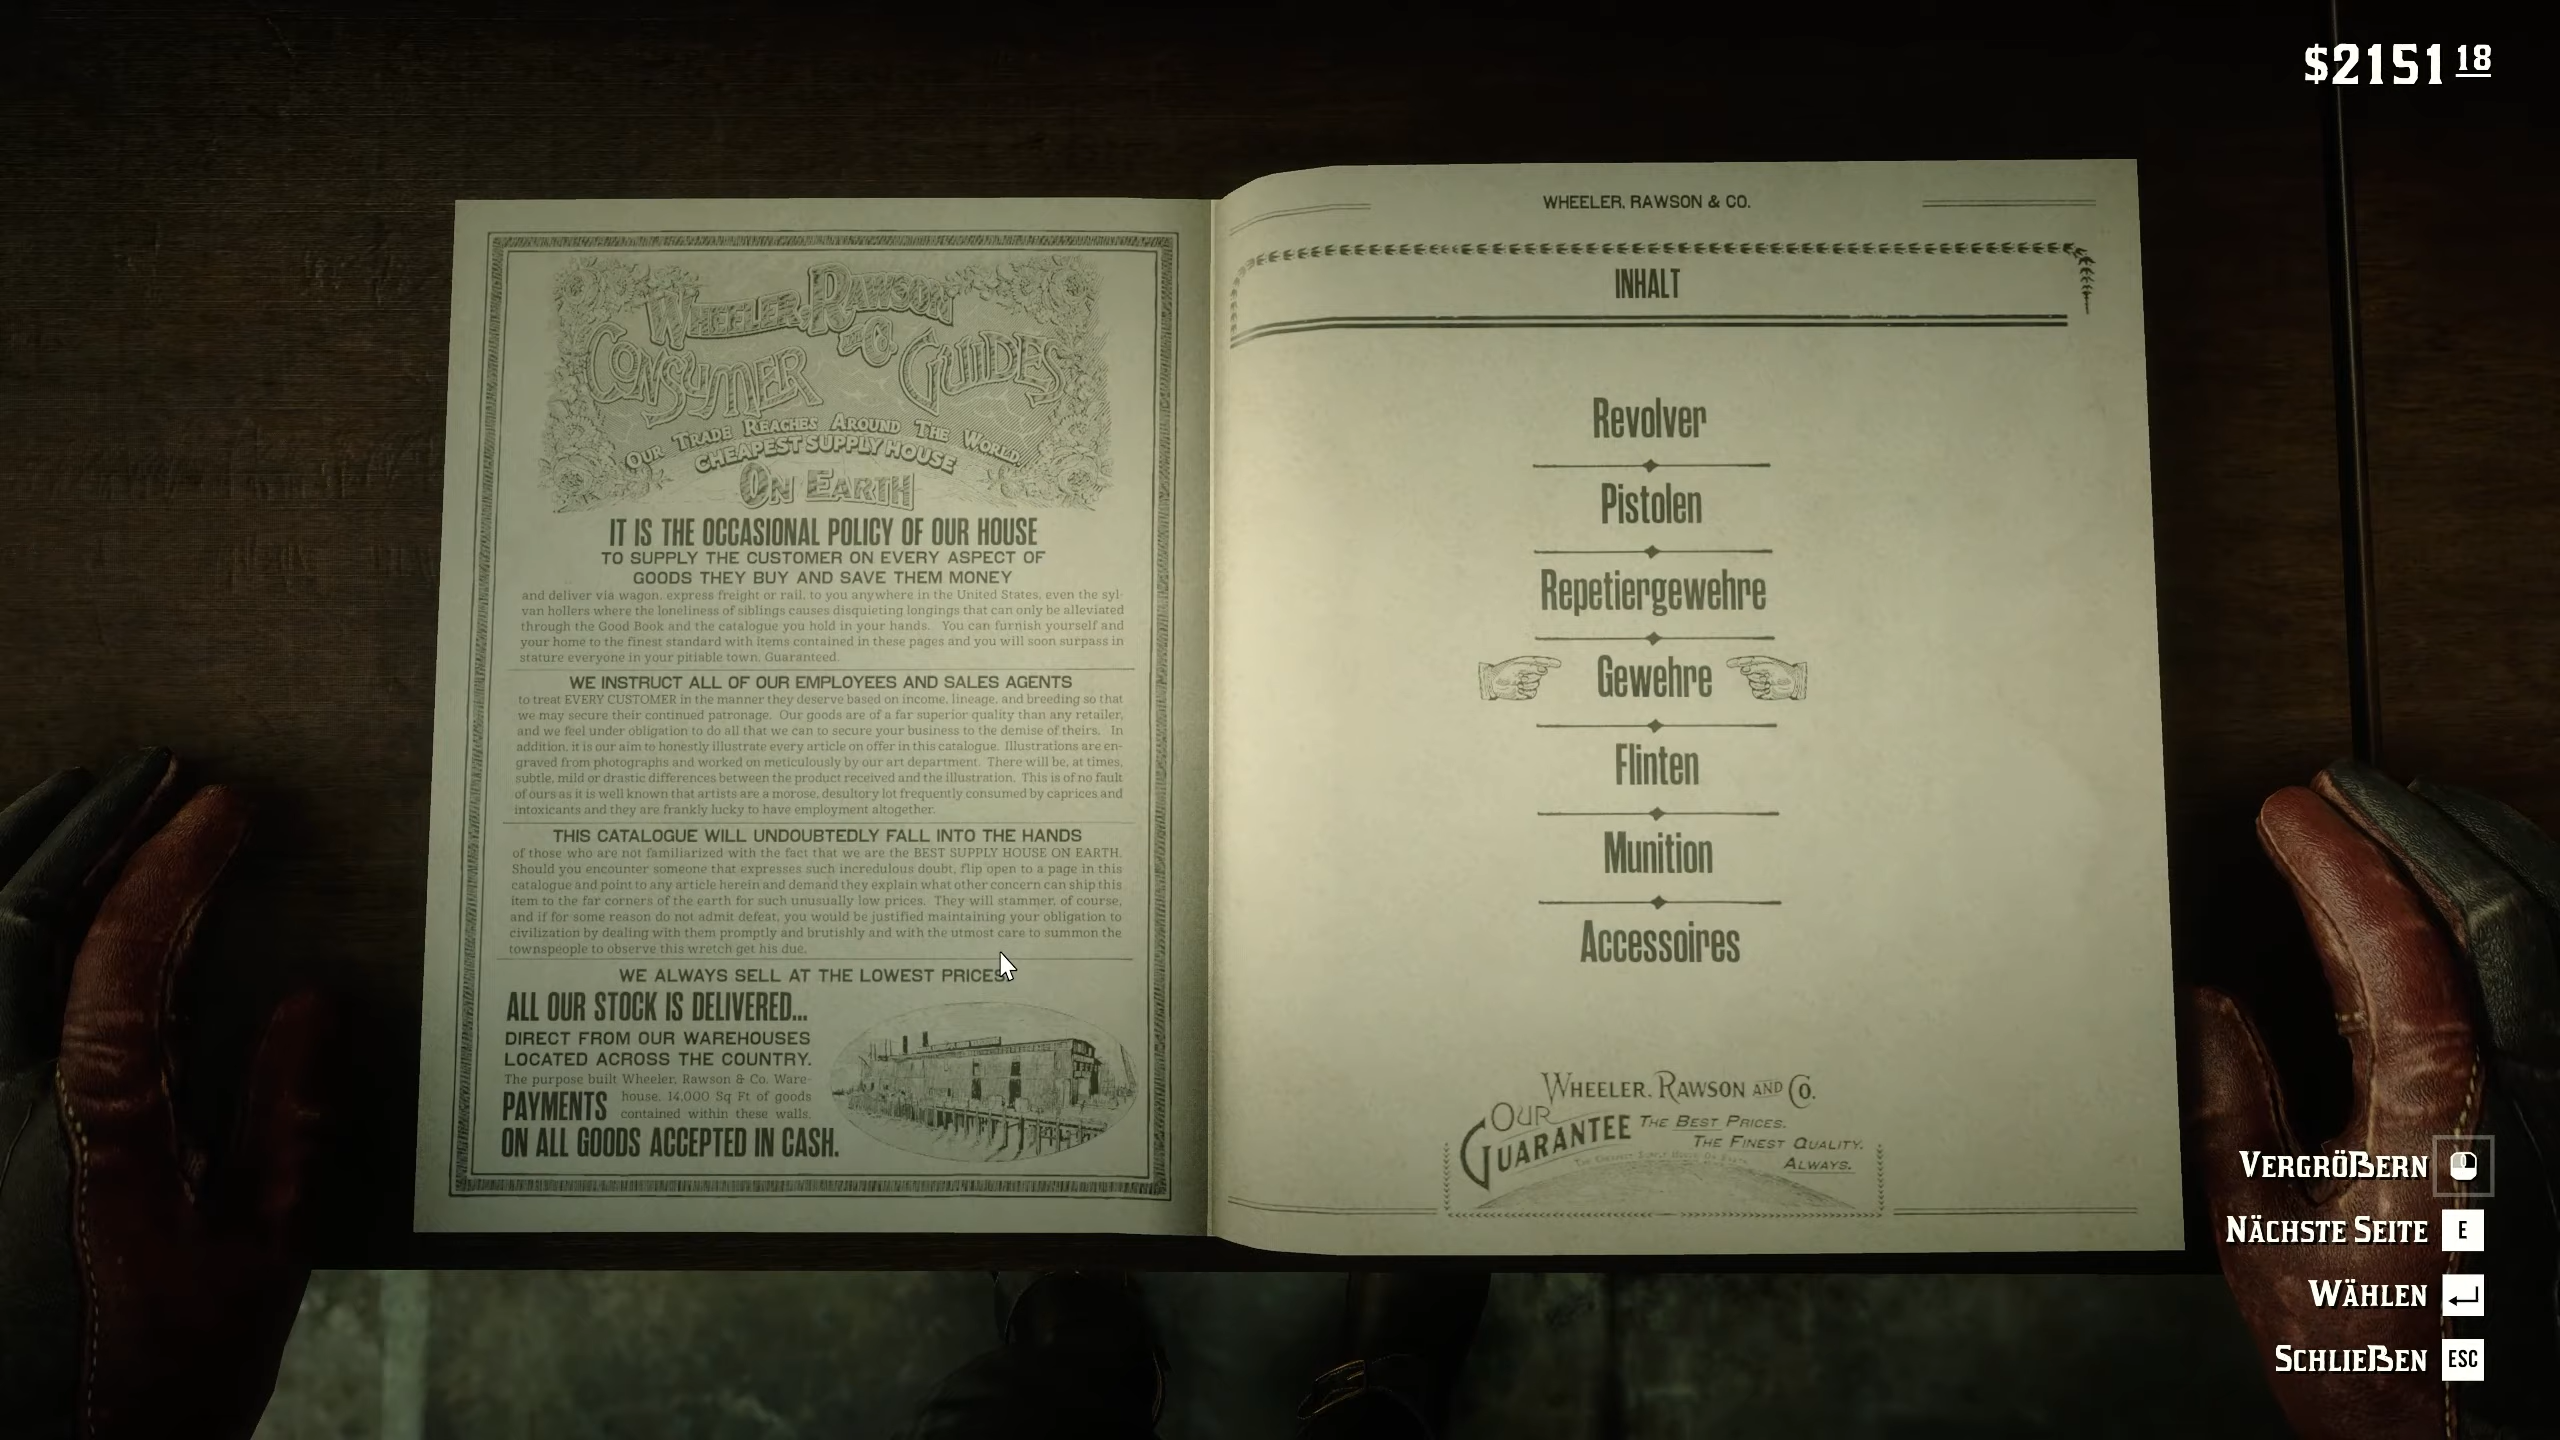 $2151 18
WHEELER, RAWSON
AND CO.
CONSUMER GUIDES
OUR TRADE REACHES AROUND THE WORLD.
CHEAPEST SUPPLY HOUSE
ON EARTH
IT IS THE OCCASIONAL POLICY OF OUR HOUSE
TO SUPPLY THE CUSTOMER ON EVERY ASPECT OF
GOODS THEY BUY AND SAVE THEM MONEY
and deliver via wagon, express freight or rail, to you anywhere in the United States, even the syl-
van hollers where the loneliness of siblings causes disquieting longings that can only be alleviated
through the Good Book and the catalogue you hold in your hands. You can furnish yourself and
your home to the finest standard with items contained in these pages and you will soon surpass in
stature everyone in your pitiable town. Guaranteed.
WE INSTRUCT ALL OF OUR EMPLOYEES AND SALES AGENTS
to treat EVERY CUSTOMER in the manner they deserve based on income, lineage, and breeding so that
we may secure their continued patronage. Our goods are of a far superior quality than any retailer,
and we feel under obligation to do all that we can to secure your business to the demise of theirs. In
addition, it is our aim to honestly illustrate every article on offer in this catalogue. Illustrations are en-
graved from photographs and worked on meticulously by our art department. There will be, at times,
subtle, mild or drastic differences between the product received and the illustration. This is of no fault
of ours as it is well known that artists are a morose, desultory lot frequently consumed by caprices and
intoxicants and they are frankly lucky to have employment altogether.
THIS CATALOGUE WILL UNDOUBTEDLY FALL INTO THE HANDS
of those who are not familiarized with the fact that we are the BEST SUPPLY HOUSE ON EARTH.
Should you encounter someone that expresses such incredulous doubt, flip open to a page in this
catalogue and point to any article herein and demand they explain what other concern can ship this
item to the far corners of the earth for such unusually low prices. They will stammer, of course,
and if for some reason do not admit defeat, you would be justified maintaining your obligation to
civilization by dealing with them promptly and brutishly and with the utmost care to summon the
townspeople to observe this wretch get his due.
WE ALWAYS SELL AT THE LOWEST PRICES.
ALL OUR STOCK IS DELIVERED...
DIRECT FROM OUR WAREHOUSES
LOCATED ACROSS THE COUNTRY.
The purpose built Wheeler, Rawson & Co. Ware-
house, 14,000 Sq Ft of goods
contained within these walls.
PAYMENTS
ON ALL GOODS ACCEPTED IN CASH.
WHEELER, RAWSON & CO.
INHALT
Revolver
Pistolen
Repetiergewehre
Gewehre
Flinten
Munition
Accessoires
WHEELER, RAWSON AND CO.
OUR
GUARANTEE
THE BEST PRICES.
THE FINEST QUALITY.
ALWAYS.
THE CHEAPEST SUPPLY HOUSE ON EARTH
VERGRÖßERN
NÄCHSTE SEITE E
WÄHLEN
SCHLIEßEN ESC